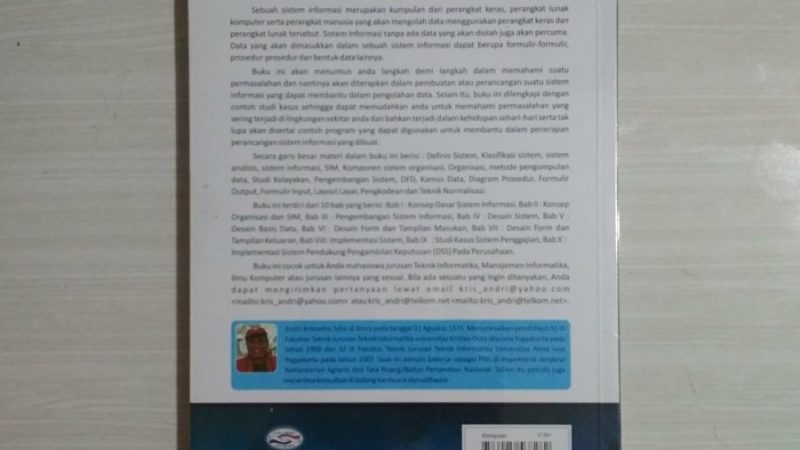 Sebuah sistem informasi merupakan kumpulan dari perangkat keras, perangkat lunak
komputer serta perangkat manusia yang akan mengolah data menggunakan perangkat keras dan
perangkat lunak tersebut. Sistem Informasi tanpa ada data yang akan diolah juga akan percuma.
Data yang akan dimasukkan dalam sebuah sistem informasi dapat berupa formulir-formulir,
prosedur-prosedur dan bentuk data lainnya.
Buku ini akan menuntun anda langkah demi langkah dalam memahami suatu
permasalahan dan nantinya akan diterapkan dalam pembuatan atau perancangan suatu sistem
informasi yang dapat membantu dalam pengolahan data. Selain itu, buku ini dilengkapi dengan
contoh studi kasus sehingga dapat memudahkan anda untuk memahami permasalahan yang
sering terjadi di lingkungan sekitar anda dan bahkan terjadi dalam kehidupan sehari-hari serta tak
lupa akan disertai contoh program yang dapat digunakan untuk membantu dalam penerapan
perancangan sistem informasi yang dibuat.
Secara garis besar materi dalam buku ini berisi : Definis Sistem, Klasifikasi sistem, sistem
analisis, sistem informasi, SIM, Komponen sistem organisasi, Organisasi, metode pengumpulan
data, Studi Kelayakan, Pengembangan Sistem, DFD, Kamus Data, Diagram Prosedur, Formulir
Output, Formulir Input, Layout Layar, Pengkodean dan Teknik Normalisasi.
Buku ini terdiri dari 10 bab yang berisi :Bab I : Konsep Dasar Sistem Informasi, Bab II : Konsep
Organisasi dan SIM, Bab III : Pengembangan Sistem Informasi, Bab IV : Desain Sistem, Bab V :
Desain Basis Data, Bab VI : Desain Form dan Tampilan Masukan, Bab VII : Desain Form dan
Tampilan Keluaran, Bab VIII: Implementasi Sistem, Bab IX : Studi Kasus Sistem Penggajian, Bab X :
Implementasi Sistem Pendukung Pengambilan Keputusan (DSS) Pada Perusahaan.
Buku ini cocok untuk Anda mahasiswa jurusan Teknik Informatika, Manajemen Informatika,
Ilmu Komputer atau jurusan lainnya yang sesuai. Bila ada sesuatu yang ingin ditanyakan, Anda
dapat mengirimkan pertanyaan lewat email kris_andri@yahoo.com
<mailto:kris_andri@yahoo.com> atau kris_andri@telkom.net <mailto:kris_andri@telkom.net>.
Andri Kristanto, lahir di Blora pada tanggal 31 Agustus 1975. Menyelesaikan pendidikan S1 di
Fakultas Teknik Jurusan Teknik Informatika universitas Kristen Duta Wacana Yogyakarta pada
tahun 1998 dan S2 di Fakultas Teknik Jurusan Teknik Informatika Universitas Atma Jaya
Yogyakarta pada tahun 2007. Saat ini penulis bekerja sebagai PNS di Inspektorat Jenderal
Kementerian Agraria dan Tata Ruang/Badan Pertanahan Nasional. Selain itu penulis juga
menerima konsultasi di bidang hardware dan software.
Komputer